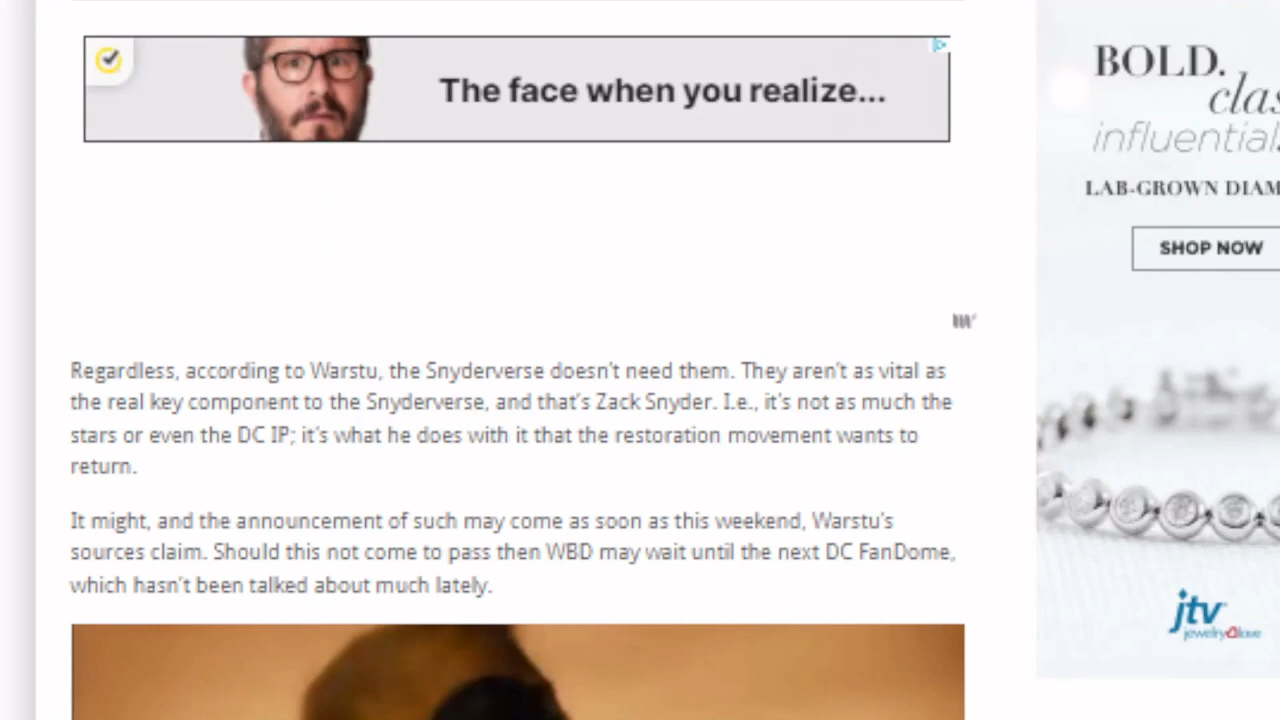 The face when you realize...
BOLD.
influential.
LAB-GROWN DIAM
SHOP NOW
Regardless, according to Warstu, the Snyderverse doesn't need them. They aren't as vital as
the real key component to the Snyderverse, and that's Zack Snyder. I.e., it's not as much the
stars or even the DC IP; it's what he does with it that the restoration movement wants to
return.
It might, and the announcement of such may come as soon as this weekend, Warstu's
sources claim. Should this not come to pass then WBD may wait until the next DC FanDome,
which hasn't been talked about much lately.
jtv
jewelry love